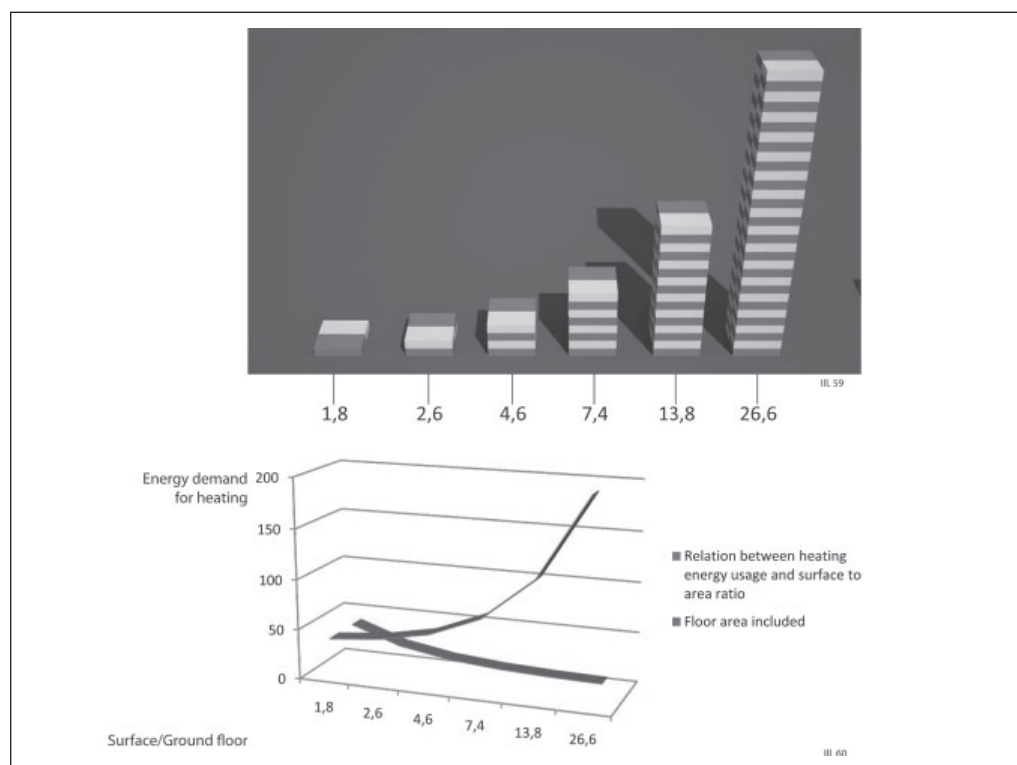 Ill. 59
1,8 2,6 4,6 7,4 13,8 26,6
Energy demand
for heating
200
150
100
50
0
Relation between heating
energy usage and surface to
area ratio
Floor area included
1,8 2,6 4,6 7,4 13,8 26,6
Surface/Ground floor
Ill. 60